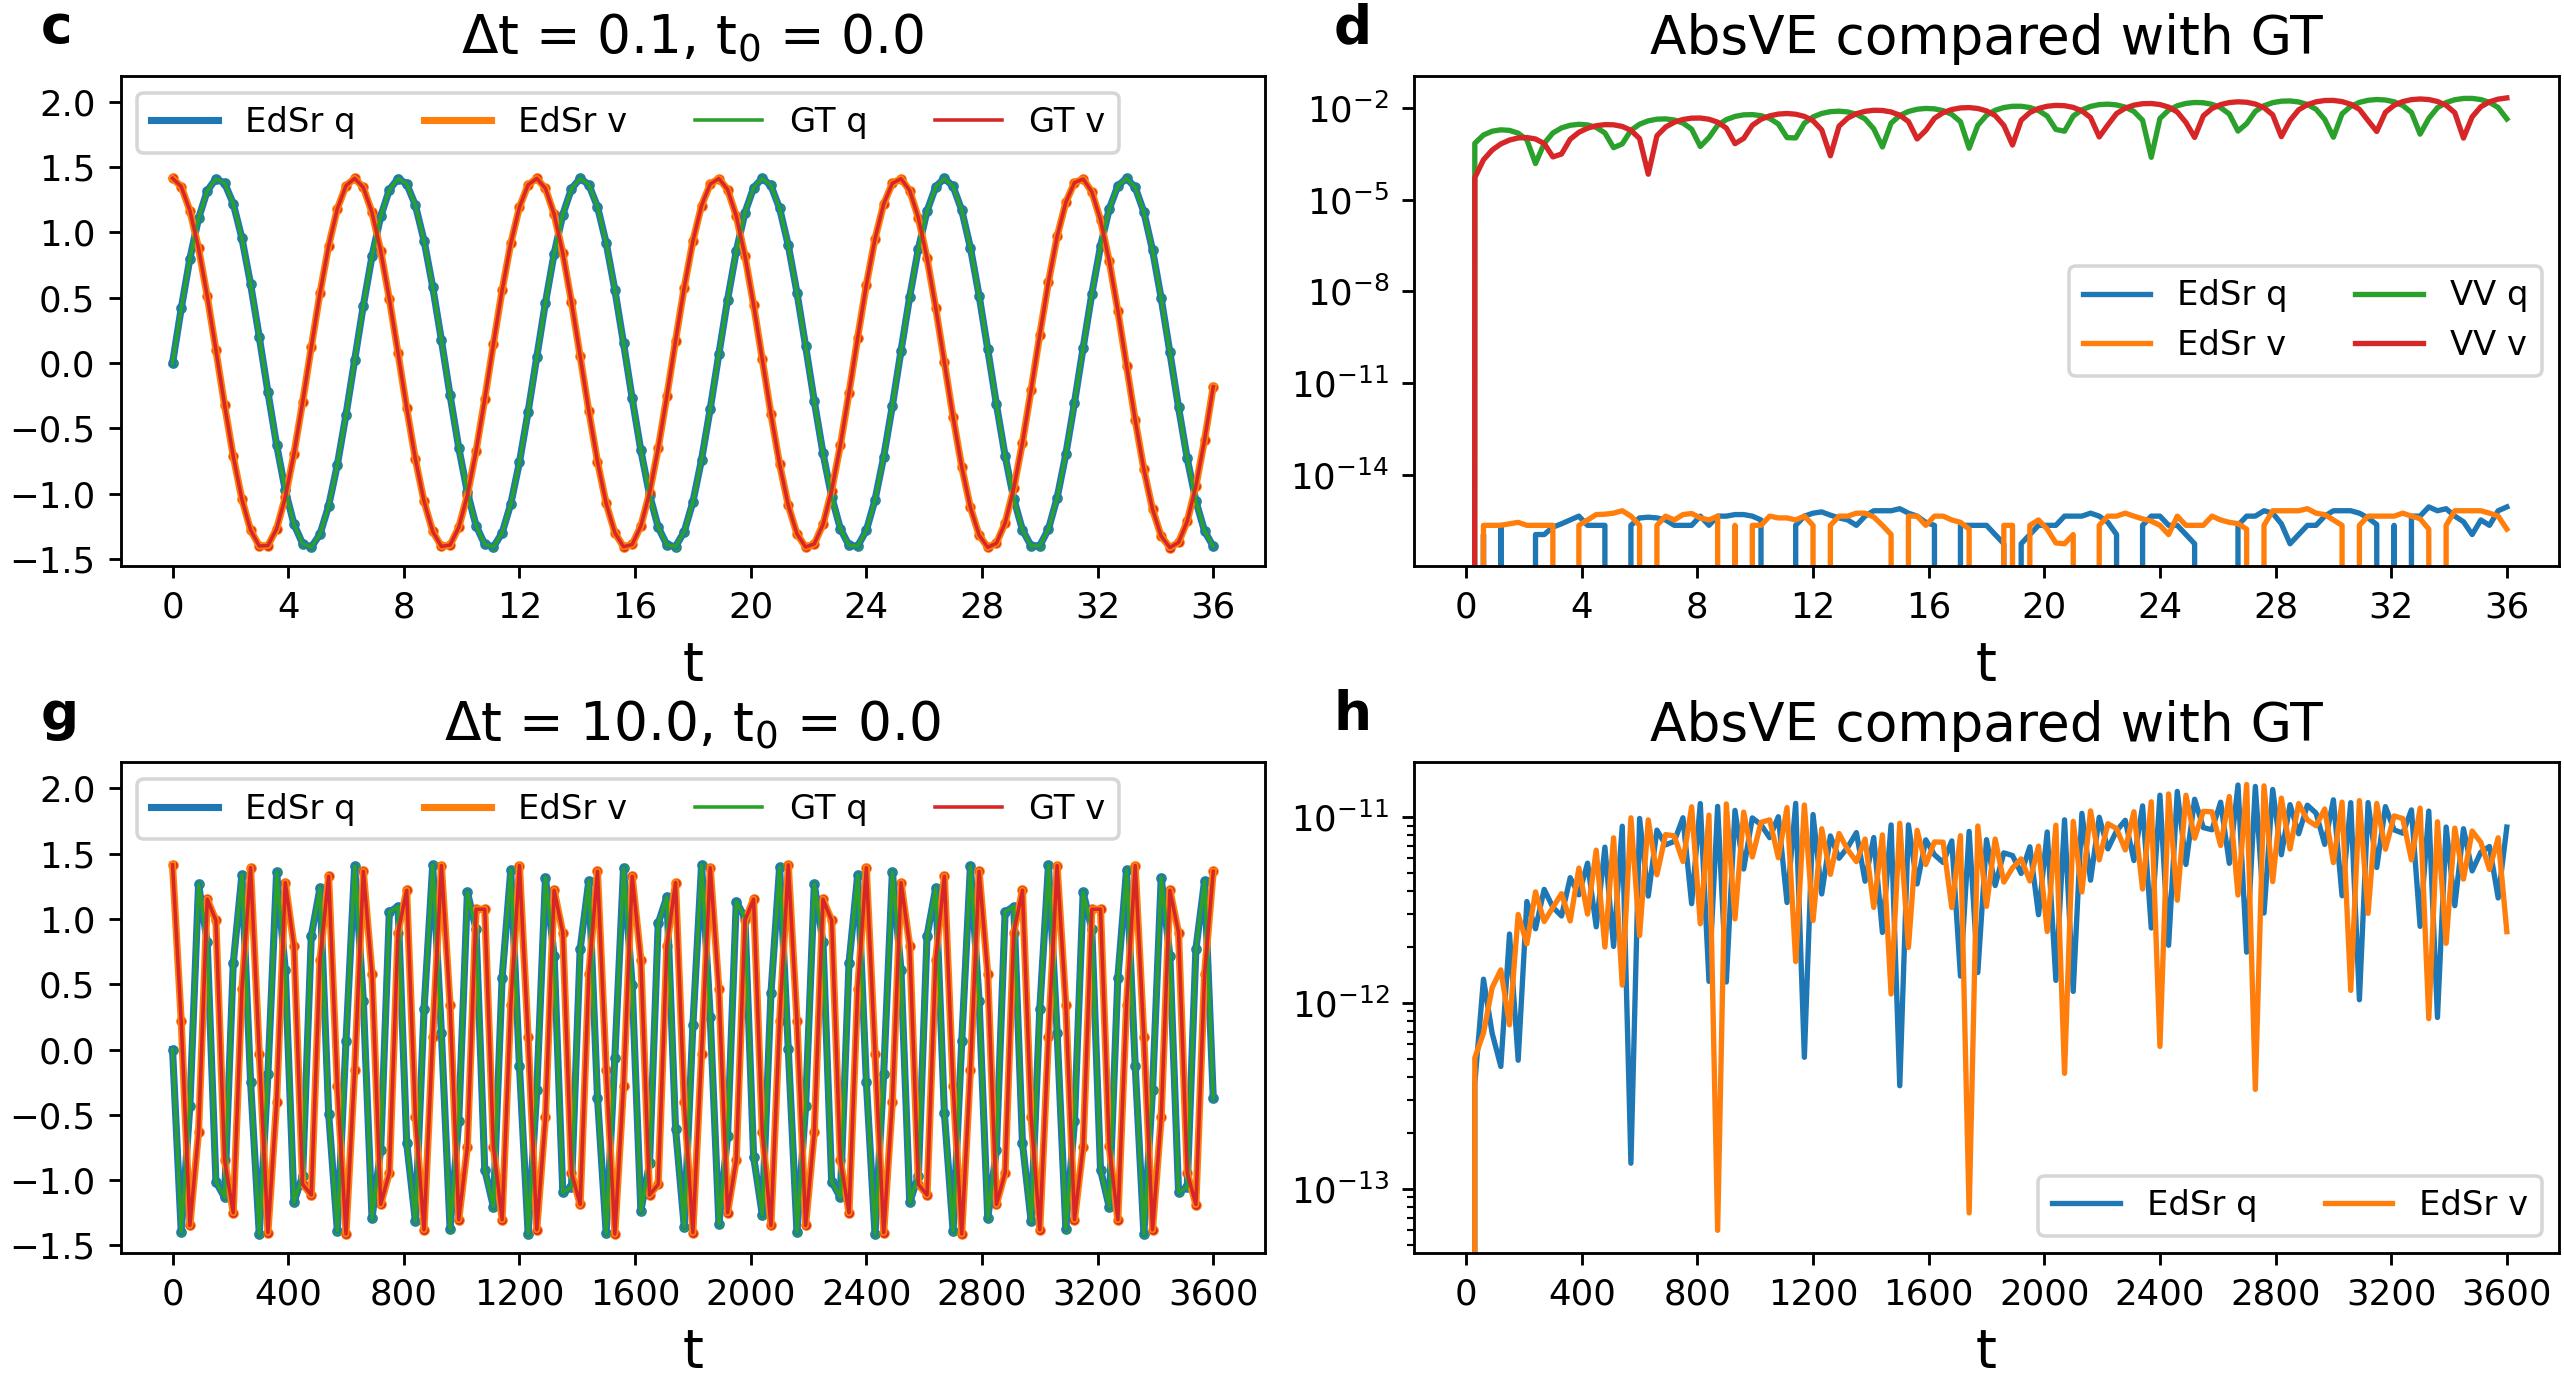 c
Δt = 0.1, t₀ = 0.0
EdSr q EdSr v GT q GT v
2.0
1.5
1.0
0.5
0.0
−0.5
−1.0
−1.5
0 4 8 12 16 20 24 28 32 36
t
d
AbsVE compared with GT
10⁻²
10⁻⁵
10⁻⁸
10⁻¹¹
10⁻¹⁴
EdSr q VV q
EdSr v VV v
0 4 8 12 16 20 24 28 32 36
t
g
Δt = 10.0, t₀ = 0.0
EdSr q EdSr v GT q GT v
2.0
1.5
1.0
0.5
0.0
−0.5
−1.0
−1.5
0 400 800 1200 1600 2000 2400 2800 3200 3600
t
h
AbsVE compared with GT
10⁻¹¹
10⁻¹²
10⁻¹³
EdSr q EdSr v
0 400 800 1200 1600 2000 2400 2800 3200 3600
t